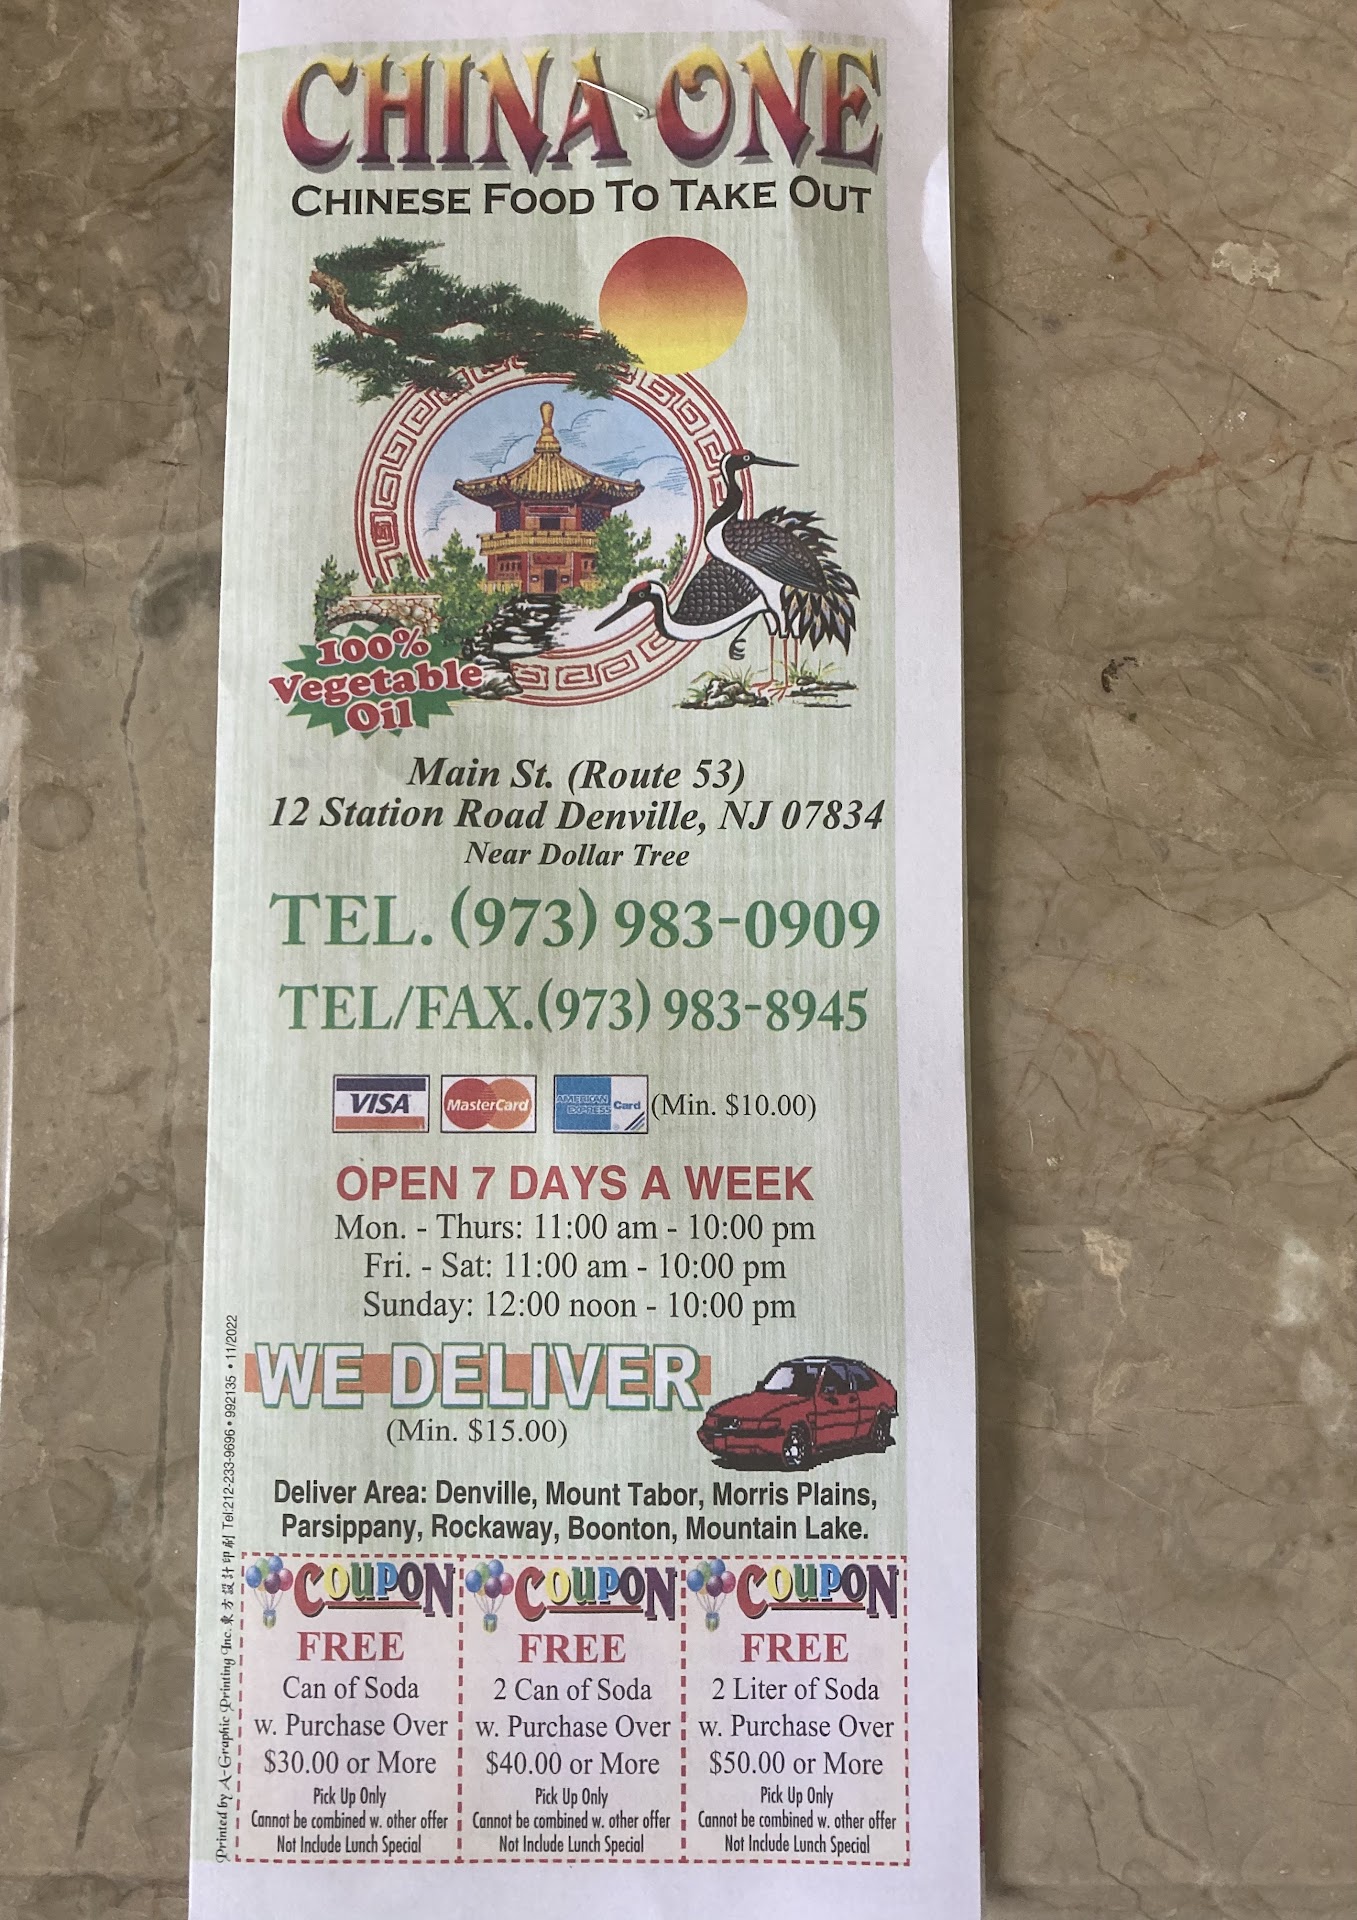 CHINA ONE
CHINESE FOOD TO TAKE OUT
100%
Vegetable
Oil
Main St. (Route 53)
12 Station Road Denville, NJ 07834
Near Dollar Tree
TEL. (973) 983-0909
TEL/FAX.(973) 983-8945
VISA MasterCard AMERICAN EXPRESS Card (Min. $10.00)
OPEN 7 DAYS A WEEK
Mon. - Thurs: 11:00 am - 10:00 pm
Fri. - Sat: 11:00 am - 10:00 pm
Sunday: 12:00 noon - 10:00 pm
WE DELIVER
(Min. $15.00)
Deliver Area: Denville, Mount Tabor, Morris Plains,
Parsippany, Rockaway, Boonton, Mountain Lake.
COUPON
FREE
Can of Soda
w. Purchase Over
$30.00 or More
Pick Up Only
Cannot be combined w. other offer
Not Include Lunch Special
COUPON
FREE
2 Can of Soda
w. Purchase Over
$40.00 or More
Pick Up Only
Cannot be combined w. other offer
Not Include Lunch Special
COUPON
FREE
2 Liter of Soda
w. Purchase Over
$50.00 or More
Pick Up Only
Cannot be combined w. other offer
Not Include Lunch Special
Printed by A-Graphic Printing Inc. 東方設計印刷 Tel:212-233-9696 • 992135 • 11/2022